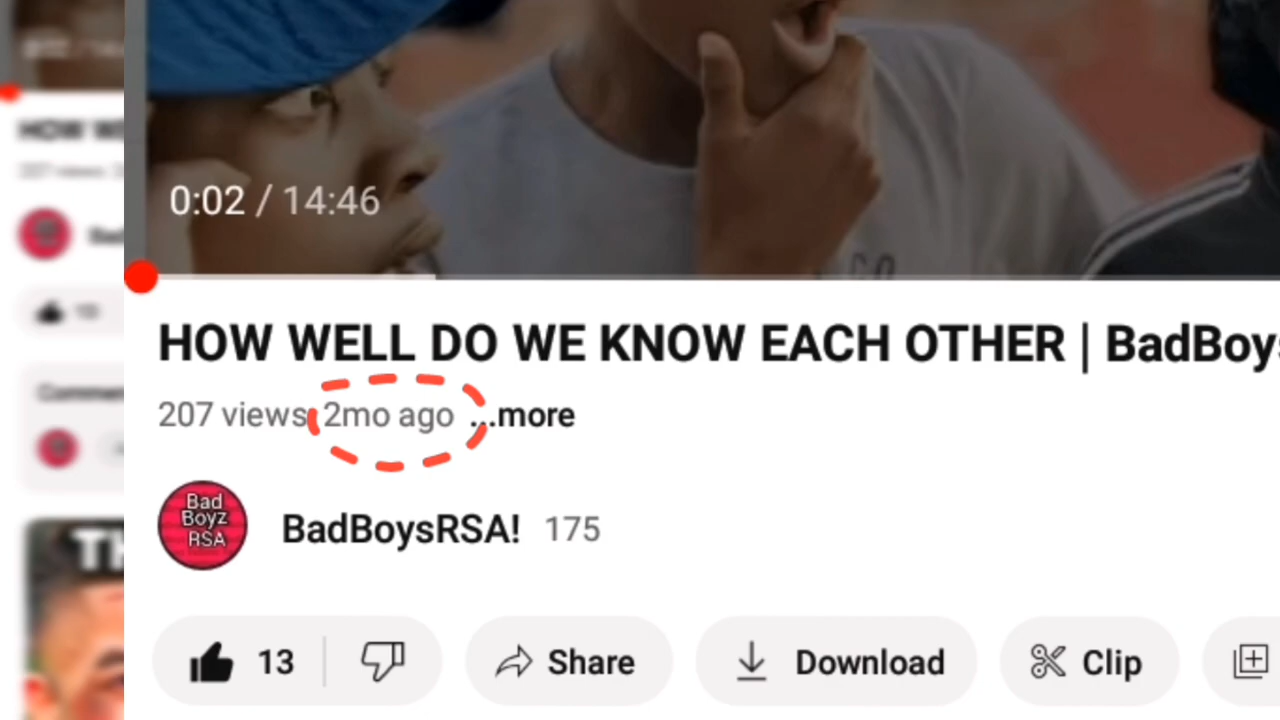 0:02 / 14:46
HOW WELL DO WE KNOW EACH OTHER | BadBoys
207 views 2mo ago ...more
Bad
Boyz
RSA
BadBoysRSA! 175
13
Share
Download
Clip